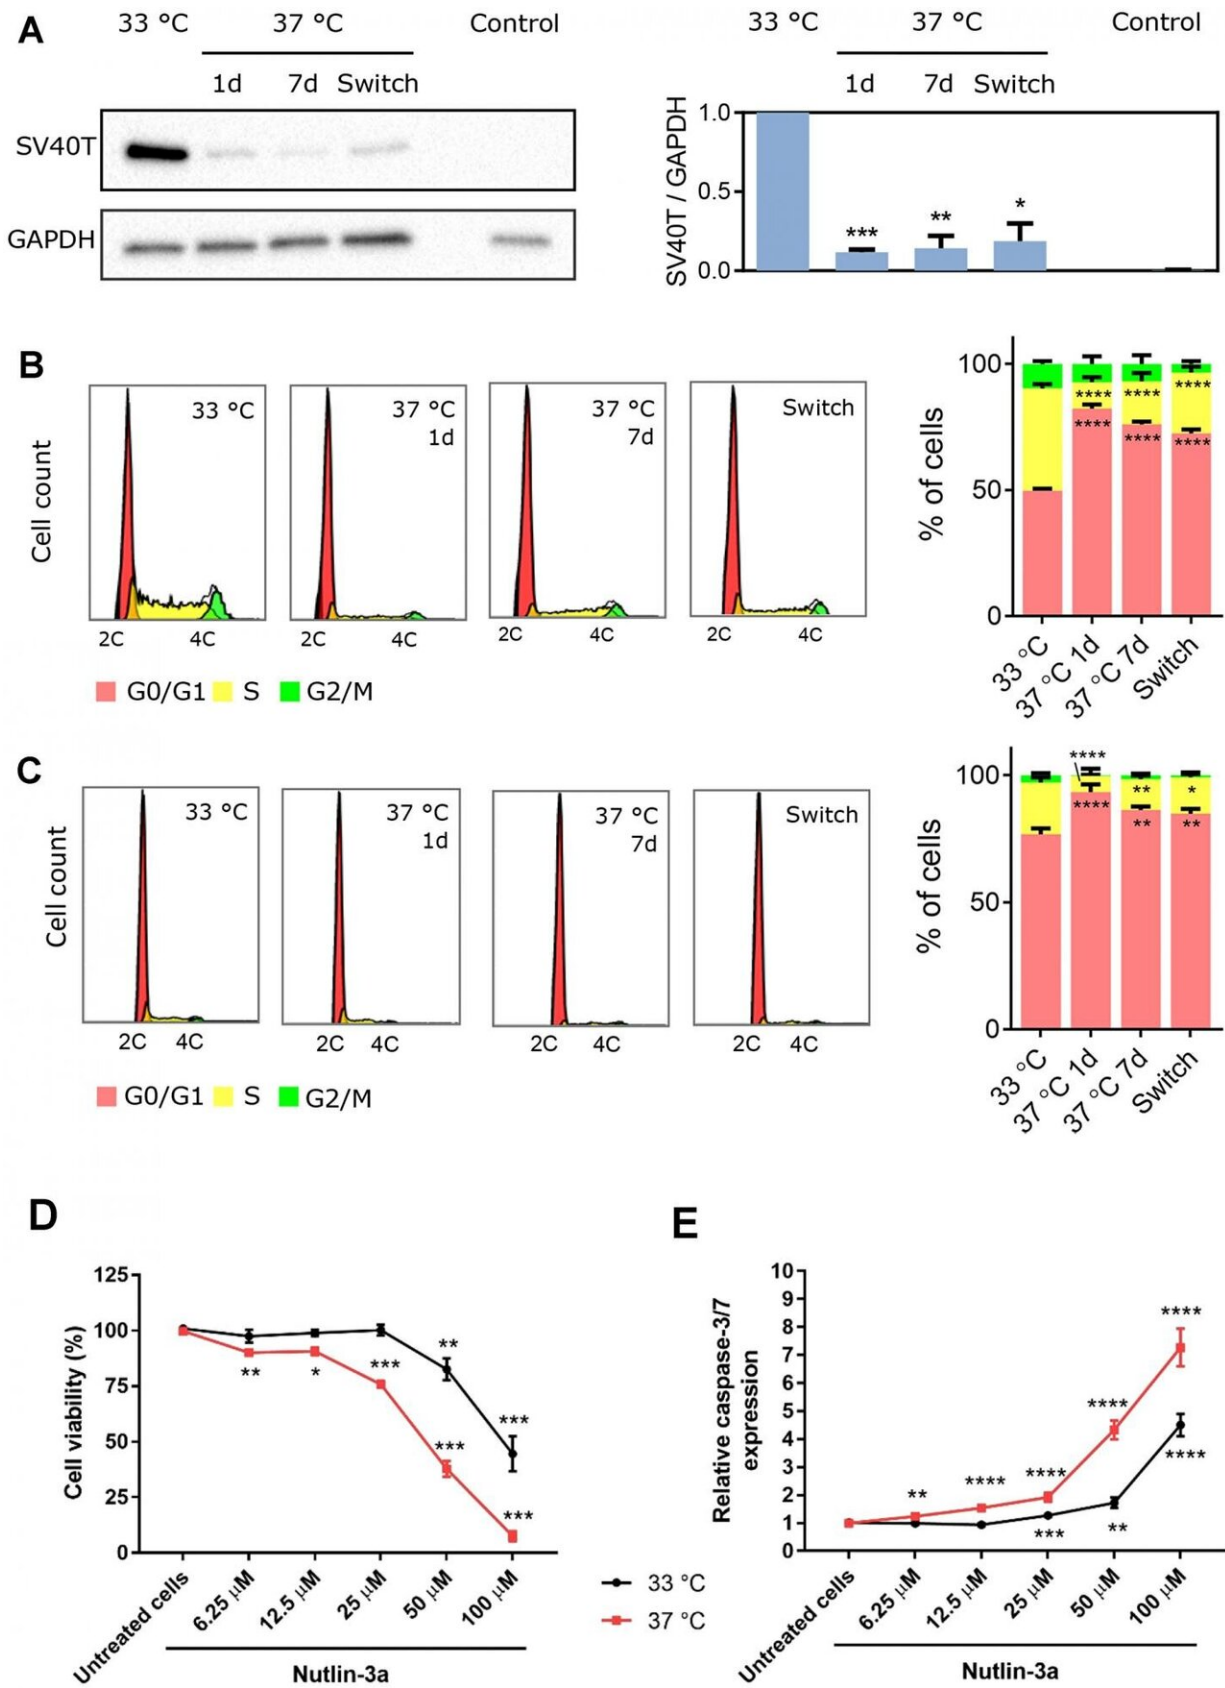 A
33 °C 37 °C Control
1d 7d Switch
SV40T
GAPDH
33 °C 37 °C Control
1d 7d Switch
SV40T / GAPDH
1.0
0.5
0.0
***
**
*
B
Cell count
33 °C
2C 4C
37 °C
1d
2C 4C
37 °C
7d
2C 4C
Switch
2C 4C
G0/G1 S G2/M
% of cells
100
50
0
**** **** ****
**** **** ****
33 °C
37 °C 1d
37 °C 7d
Switch
C
Cell count
33 °C
2C 4C
37 °C
1d
2C 4C
37 °C
7d
2C 4C
Switch
2C 4C
G0/G1 S G2/M
% of cells
100
50
0
**** ** *
**** ** **
33 °C
37 °C 1d
37 °C 7d
Switch
D
Cell viability (%)
125
100
75
50
25
0
** * *** *** ***
** ***
Untreated cells
6.25 µM
12.5 µM
25 µM
50 µM
100 µM
Nutlin-3a
33 °C
37 °C
E
Relative caspase-3/7
expression
10
9
8
7
6
5
4
3
2
1
0
** **** **** **** ****
*** ** ****
Untreated cells
6.25 µM
12.5 µM
25 µM
50 µM
100 µM
Nutlin-3a